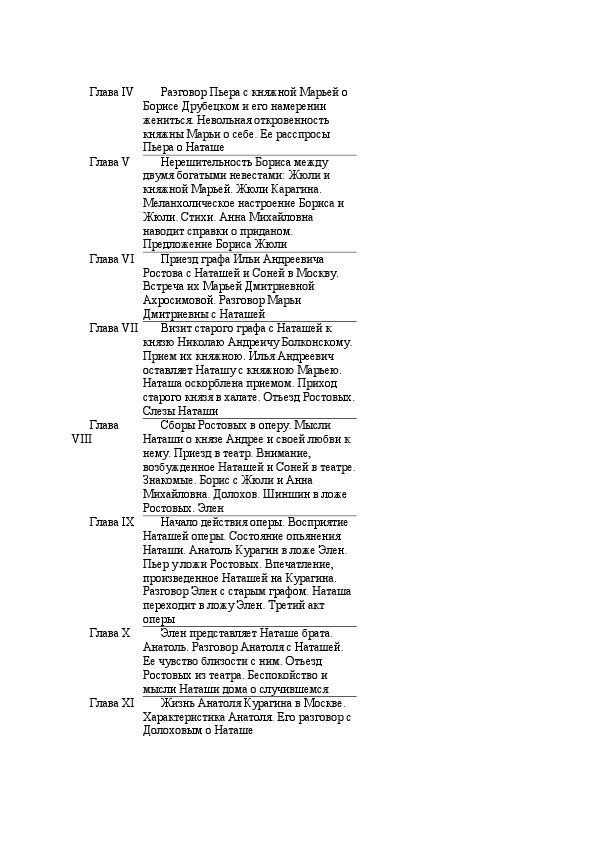 Глава IV Разговор Пьера с княжной Марьей о
Борисе Друбецком и его намерении
жениться. Невольная откровенность
княжны Марьи о себе. Ее расспросы
Пьера о Наташе
Глава V Нерешительность Бориса между
двумя богатыми невестами: Жюли и
княжной Марьей. Жюли Карагина.
Меланхолическое настроение Бориса и
Жюли. Стихи. Анна Михайловна
наводит справки о приданом.
Предложение Бориса Жюли
Глава VI Приезд графа Ильи Андреевича
Ростова с Наташей и Соней в Москву.
Встреча их Марьей Дмитриевной
Ахросимовой. Разговор Марьи
Дмитриевны с Наташей
Глава VII Визит старого графа с Наташей к
князю Николаю Андреичу Болконскому.
Прием их княжною. Илья Андреевич
оставляет Наташу с княжною Марьею.
Наташа оскорблена приемом. Приход
старого князя в халате. Отъезд Ростовых.
Слезы Наташи
Глава Сборы Ростовых в оперу. Мысли
VIII Наташи о князе Андрее и своей любви к
нему. Приезд в театр. Внимание,
возбужденное Наташей и Соней в театре.
Знакомые. Борис с Жюли и Анна
Михайловна. Долохов. Шиншин в ложе
Ростовых. Элен
Глава IX Начало действия оперы. Восприятие
Наташей оперы. Состояние опьянения
Наташи. Анатоль Курагин в ложе Элен.
Пьер у ложи Ростовых. Впечатление,
произведенное Наташей на Курагина.
Разговор Элен с старым графом. Наташа
переходит в ложу Элен. Третий акт
оперы
Глава X Элен представляет Наташе брата.
Анатоль. Разговор Анатоля с Наташей.
Ее чувство близости с ним. Отъезд
Ростовых из театра. Беспокойство и
мысли Наташи дома о случившемся
Глава XI Жизнь Анатоля Курагина в Москве.
Характеристика Анатоля. Его разговор с
Долоховым о Наташе